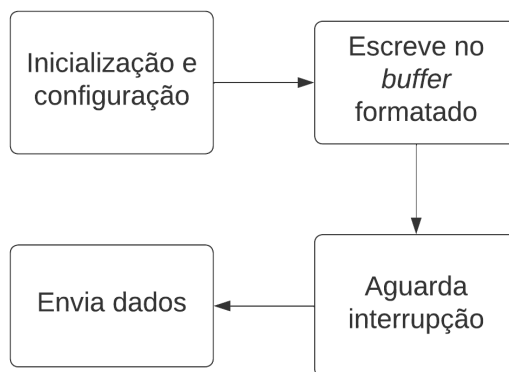 Inicialização e
configuração
Escreve no
buffer
formatado
Aguarda
interrupção
Envia dados